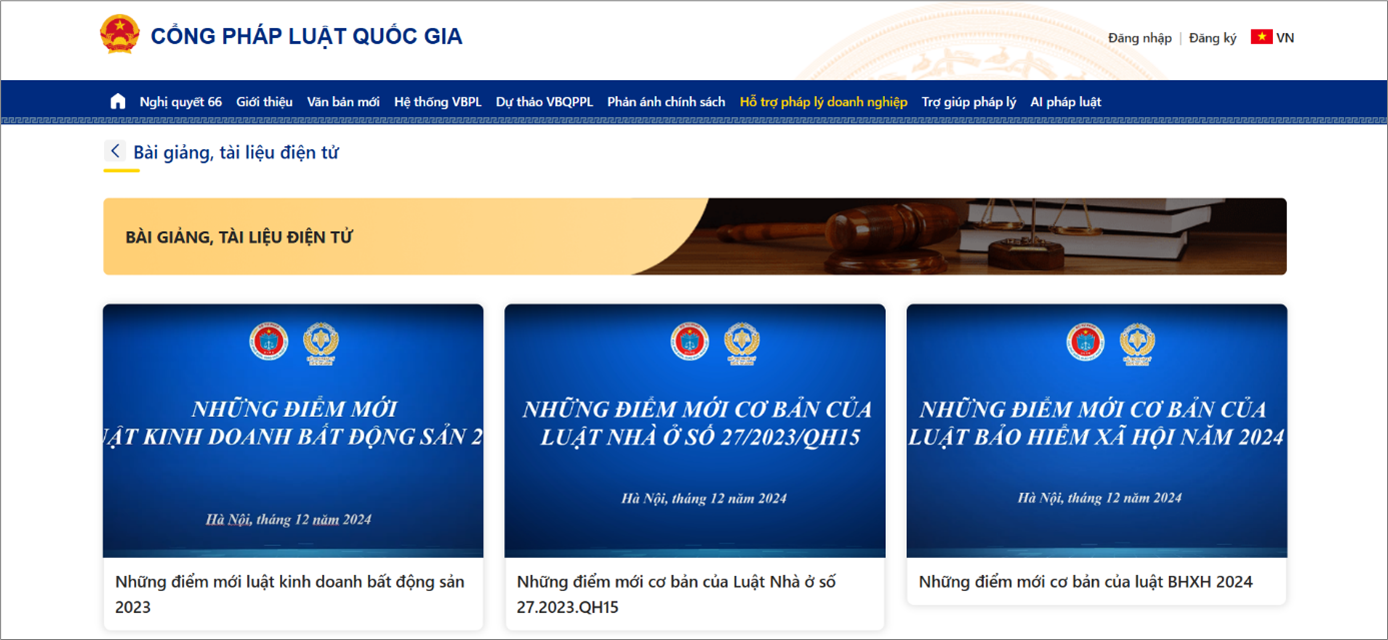 CỔNG PHÁP LUẬT QUỐC GIA
Đăng nhập | Đăng ký VN
Nghị quyết 66 Giới thiệu Văn bản mới Hệ thống VBPL Dự thảo VBQPPL Phản ánh chính sách Hỗ trợ pháp lý doanh nghiệp Trợ giúp pháp lý AI pháp luật
Bài giảng, tài liệu điện tử
BÀI GIẢNG, TÀI LIỆU ĐIỆN TỬ
NHỮNG ĐIỂM MỚI
KINH DOANH BẤT ĐỘNG SẢN 2
Hà Nội, tháng 12 năm 2024
Những điểm mới luật kinh doanh bất động sản
2023
NHỮNG ĐIỂM MỚI CƠ BẢN CỦA
LUẬT NHÀ Ở SỐ 27/2023/QH15
Hà Nội, tháng 12 năm 2024
Những điểm mới cơ bản của Luật Nhà ở số
27.2023.QH15
NHỮNG ĐIỂM MỚI CƠ BẢN CỦA
LUẬT BẢO HIỂM XÃ HỘI NĂM 2024
Hà Nội, tháng 12 năm 2024
Những điểm mới cơ bản của luật BHXH 2024